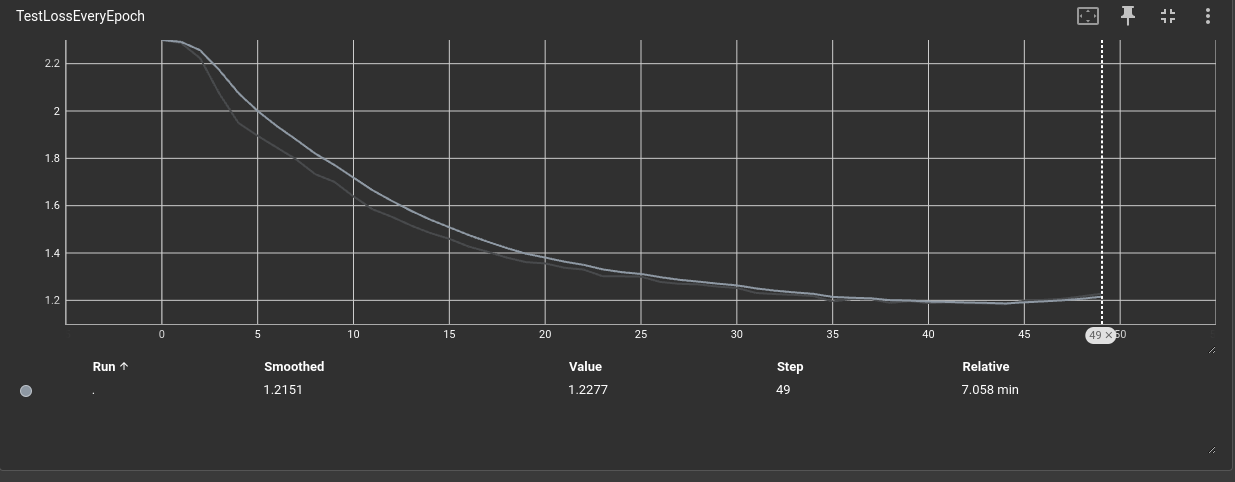 TestLossEveryEpoch
2.2
2
1.8
1.6
1.4
1.2
0 5 10 15 20 25 30 35 40 45 49 × 50
Run ↑ Smoothed Value Step Relative
. 1.2151 1.2277 49 7.058 min